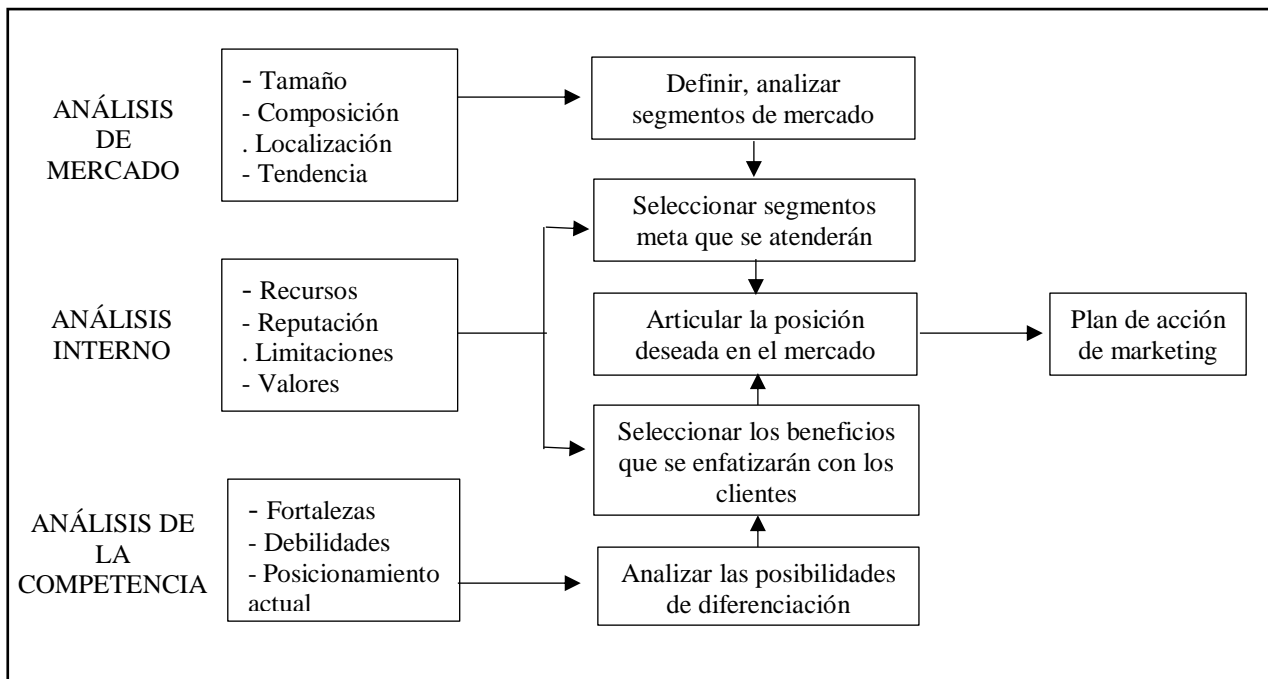 ANÁLISIS
DE
MERCADO
- Tamaño
- Composición
. Localización
- Tendencia
Definir, analizar
segmentos de mercado
Seleccionar segmentos
meta que se atenderán
ANÁLISIS
INTERNO
- Recursos
- Reputación
. Limitaciones
- Valores
Articular la posición
deseada en el mercado
Plan de acción
de marketing
Seleccionar los beneficios
que se enfatizarán con los
clientes
ANÁLISIS DE
LA
COMPETENCIA
- Fortalezas
- Debilidades
- Posicionamiento
actual
Analizar las posibilidades
de diferenciación